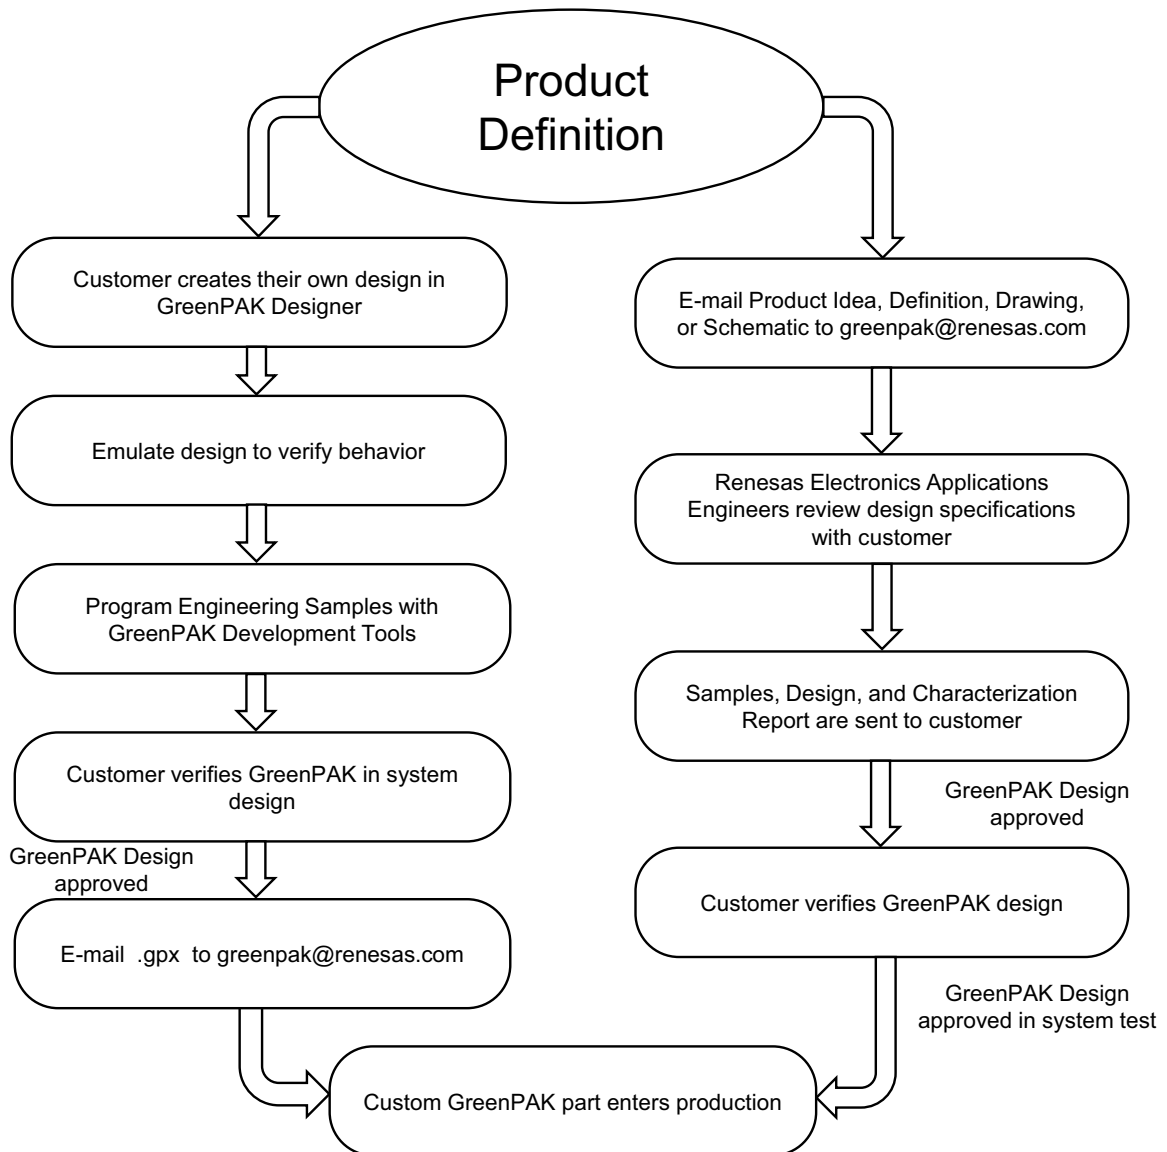 Product
Definition
Customer creates their own design in
GreenPAK Designer
Emulate design to verify behavior
Program Engineering Samples with
GreenPAK Development Tools
Customer verifies GreenPAK in system
design
GreenPAK Design
approved
E-mail .gpx to greenpak@renesas.com
E-mail Product Idea, Definition, Drawing,
or Schematic to greenpak@renesas.com
Renesas Electronics Applications
Engineers review design specifications
with customer
Samples, Design, and Characterization
Report are sent to customer
GreenPAK Design
approved
Customer verifies GreenPAK design
GreenPAK Design
approved in system test
Custom GreenPAK part enters production